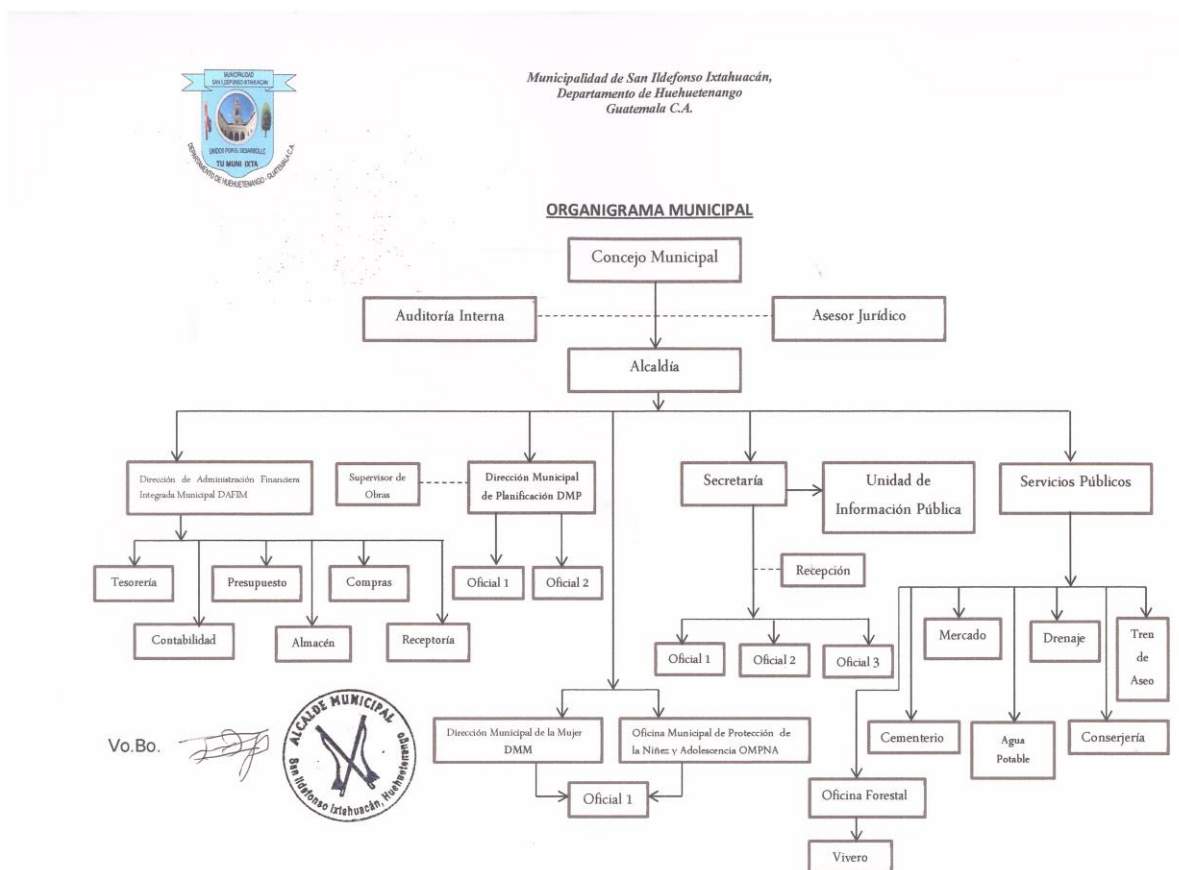 MUNICIPALIDAD
SAN ILDEFONSO IXTAHUACAN
UNIDOS POR EL DESARROLLO
TU MUNI IXTA
DEPARTAMENTO DE HUEHUETENANGO - GUATEMALA C.A.
Municipalidad de San Ildefonso Ixtahuacán,
Departamento de Huehuetenango
Guatemala C.A.
ORGANIGRAMA MUNICIPAL
Concejo Municipal
Auditoría Interna
Asesor Jurídico
Alcaldía
Dirección de Administración Financiera
Integrada Municipal DAFIM
Supervisor de
Obras
Dirección Municipal
de Planificación DMP
Secretaría
Unidad de
Información Pública
Servicios Públicos
Tesorería
Presupuesto
Compras
Oficial 1
Oficial 2
Recepción
Contabilidad
Almacén
Receptoría
Oficial 1
Oficial 2
Oficial 3
Mercado
Drenaje
Tren
de
Aseo
Cementerio
Agua
Potable
Conserjería
Dirección Municipal de la Mujer
DMM
Oficina Municipal de Protección de
la Niñez y Adolescencia OMPNA
Oficial 1
Oficina Forestal
Vivero
Vo.Bo.
ALCALDE MUNICIPAL
San Ildefonso Ixtahuacán, Huehuetenango